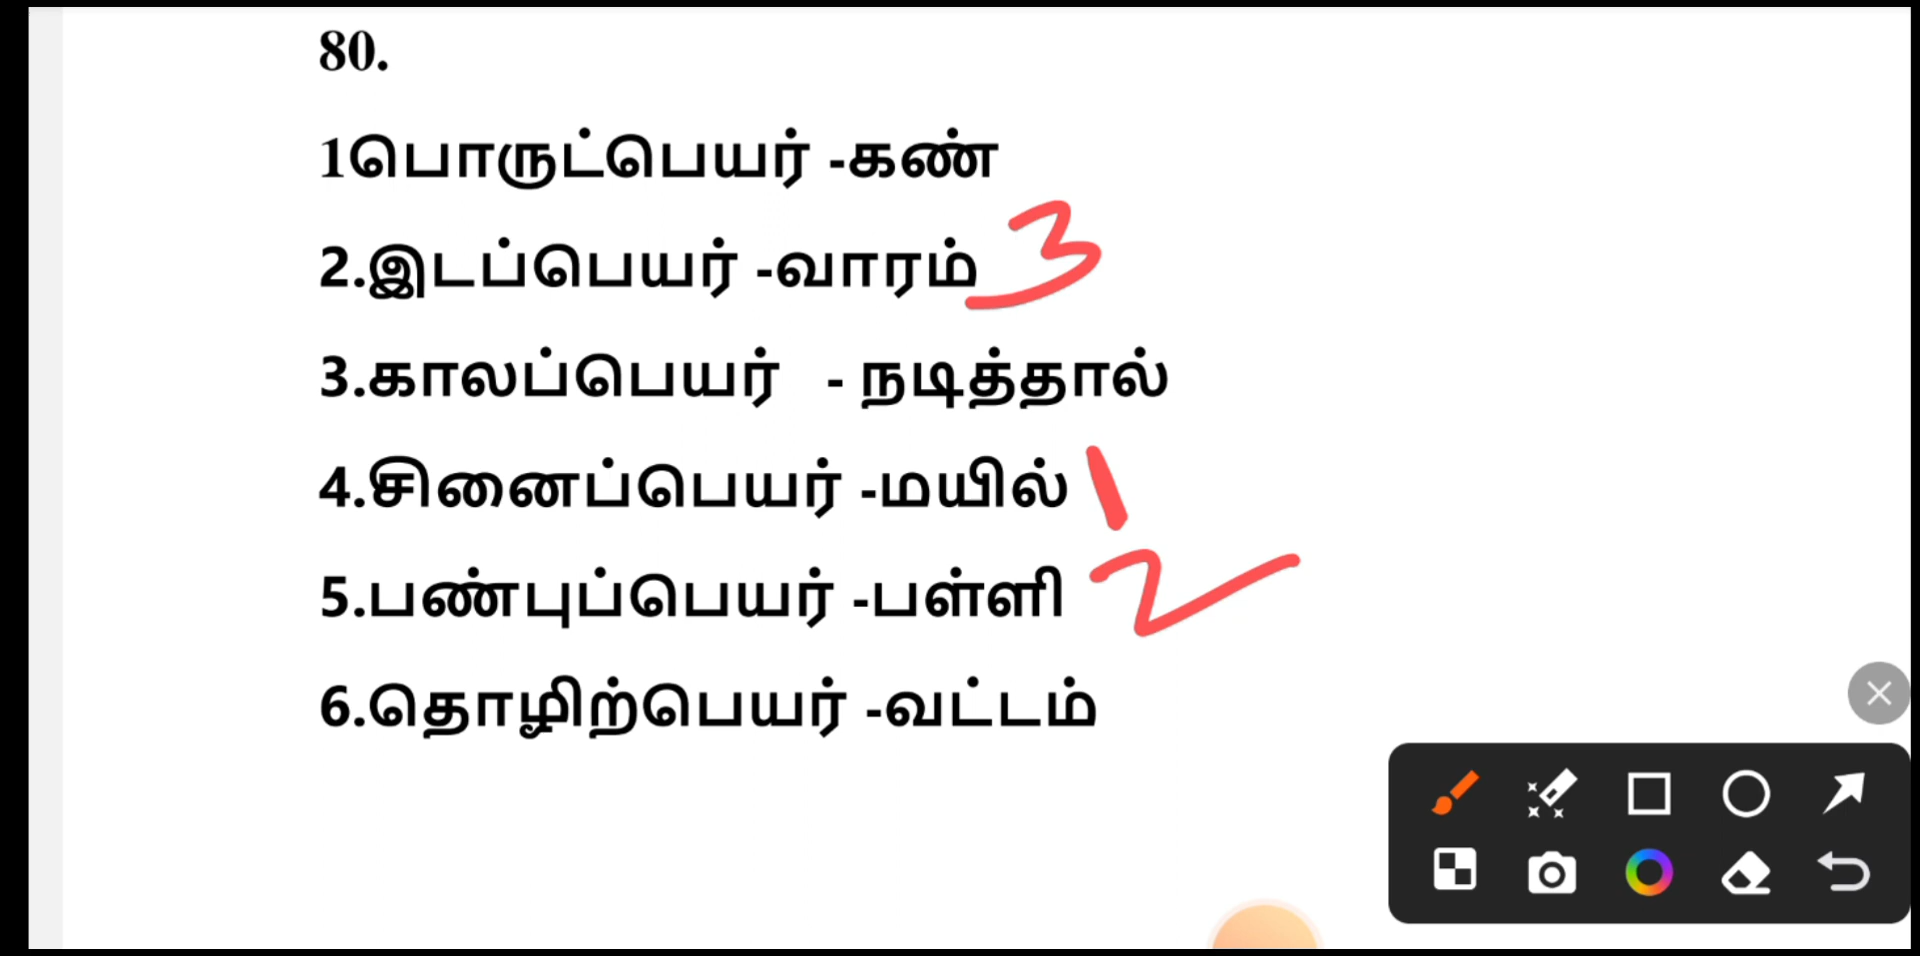 80.
1பொருட்பெயர் -கண்
2.இடப்பெயர் -வாரம் 3
3.காலப்பெயர் - நடித்தால்
4.சினைப்பெயர் -மயில் 1
5.பண்புப்பெயர் -பள்ளி 2
6.தொழிற்பெயர் -வட்டம்